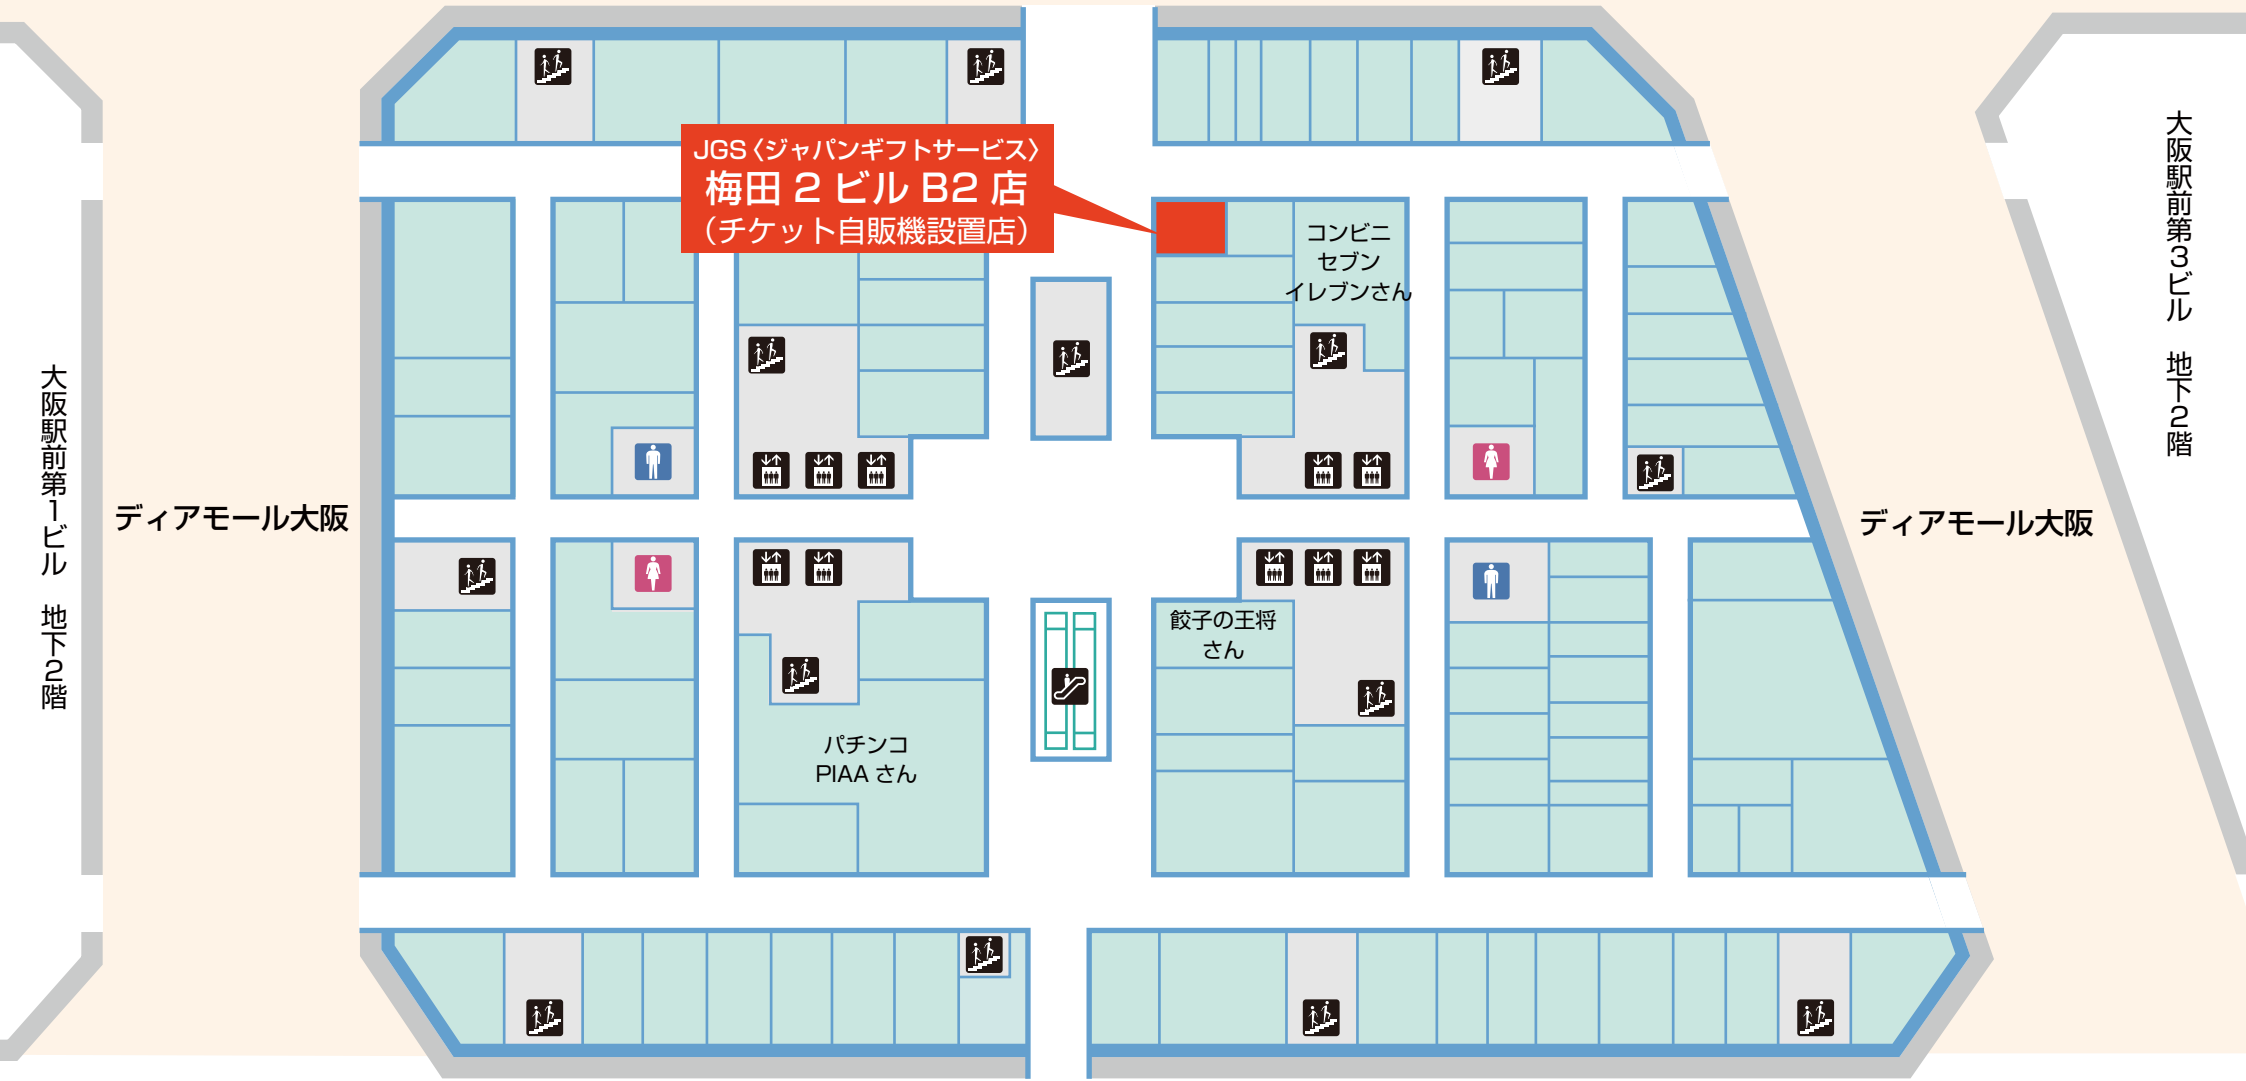 JGS〈ジャパンギフトサービス〉
梅田 2 ビル B2 店
（チケット自販機設置店）
コンビニ
セブン
イレブンさん
大阪駅前第3ビル　地下2階
大阪駅前第1ビル　地下2階
ディアモール大阪
ディアモール大阪
餃子の王将
さん
パチンコ
PIAA さん